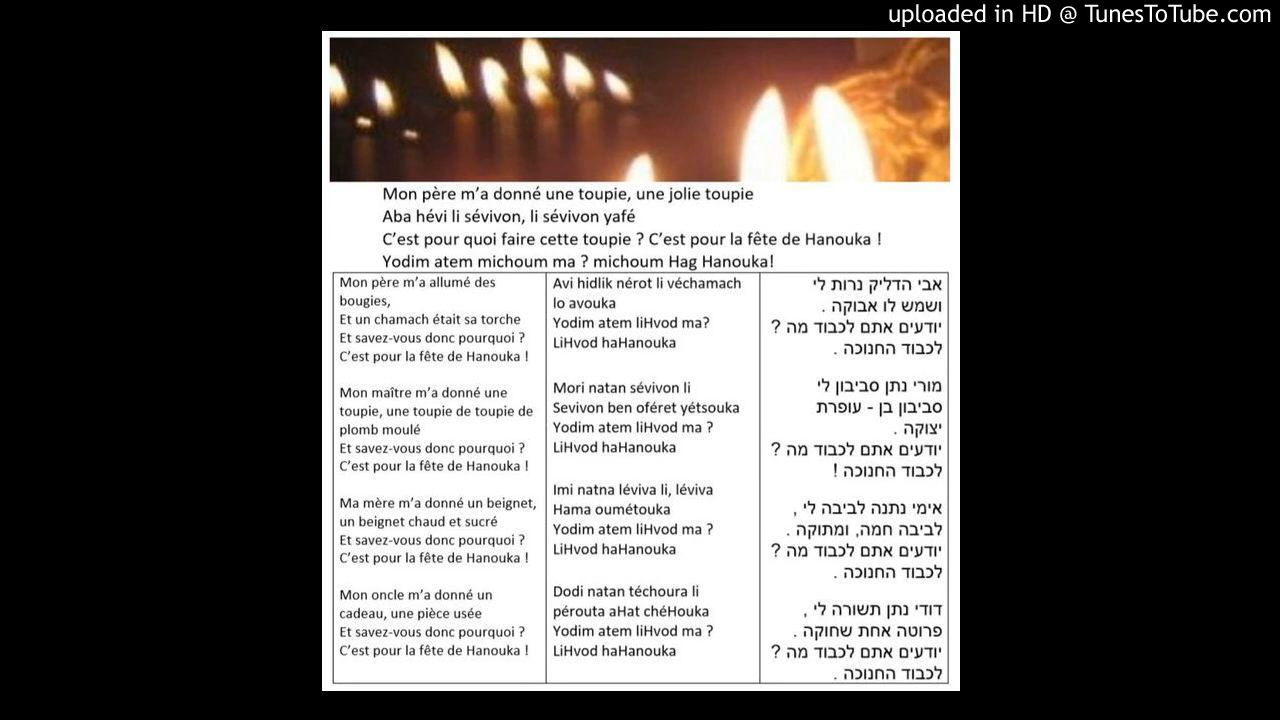 uploaded in HD @ TunesToTube.com
Mon père m’a donné une toupie, une jolie toupie
Aba hévi li sévivon, li sévivon yafé
C’est pour quoi faire cette toupie ? C’est pour la fête de Hanouka !
Yodim atem michoum ma ? michoum Hag Hanouka!
Mon père m’a allumé des
bougies,
Et un chamach était sa torche
Et savez-vous donc pourquoi ?
C’est pour la fête de Hanouka !
Mon maître m’a donné une
toupie, une toupie de toupie de
plomb moulé
Et savez-vous donc pourquoi ?
C’est pour la fête de Hanouka !
Ma mère m’a donné un beignet,
un beignet chaud et sucré
Et savez-vous donc pourquoi ?
C’est pour la fête de Hanouka !
Mon oncle m’a donné un
cadeau, une pièce usée
Et savez-vous donc pourquoi ?
C’est pour la fête de Hanouka !
Avi hidlik nérot li véchamach
lo avouka
Yodim atem liHvod ma?
LiHvod haHanouka
Mori natan sévivon li
Sevivon ben oféret yétsouka
Yodim atem liHvod ma ?
LiHvod haHanouka
Imi natna léviva li, léviva
Hama oumétouka
Yodim atem liHvod ma ?
LiHvod haHanouka
Dodi natan téchoura li
pérouta aHat chéHouka
Yodim atem liHvod ma ?
LiHvod haHanouka
אבי הדליק נרות לי
ושמש לו אבוקה .
יודעים אתם לכבוד מה ?
לכבוד החנוכה .
מורי נתן סביבון לי
סביבון בן - עופרת
יצוקה .
יודעים אתם לכבוד מה ?
לכבוד החנוכה !
אימי נתנה לביבה לי ,
לביבה חמה, ומתוקה .
יודעים אתם לכבוד מה ?
לכבוד החנוכה .
דודי נתן תשורה לי ,
פרוטה אחת שחוקה .
יודעים אתם לכבוד מה ?
לכבוד החנוכה .